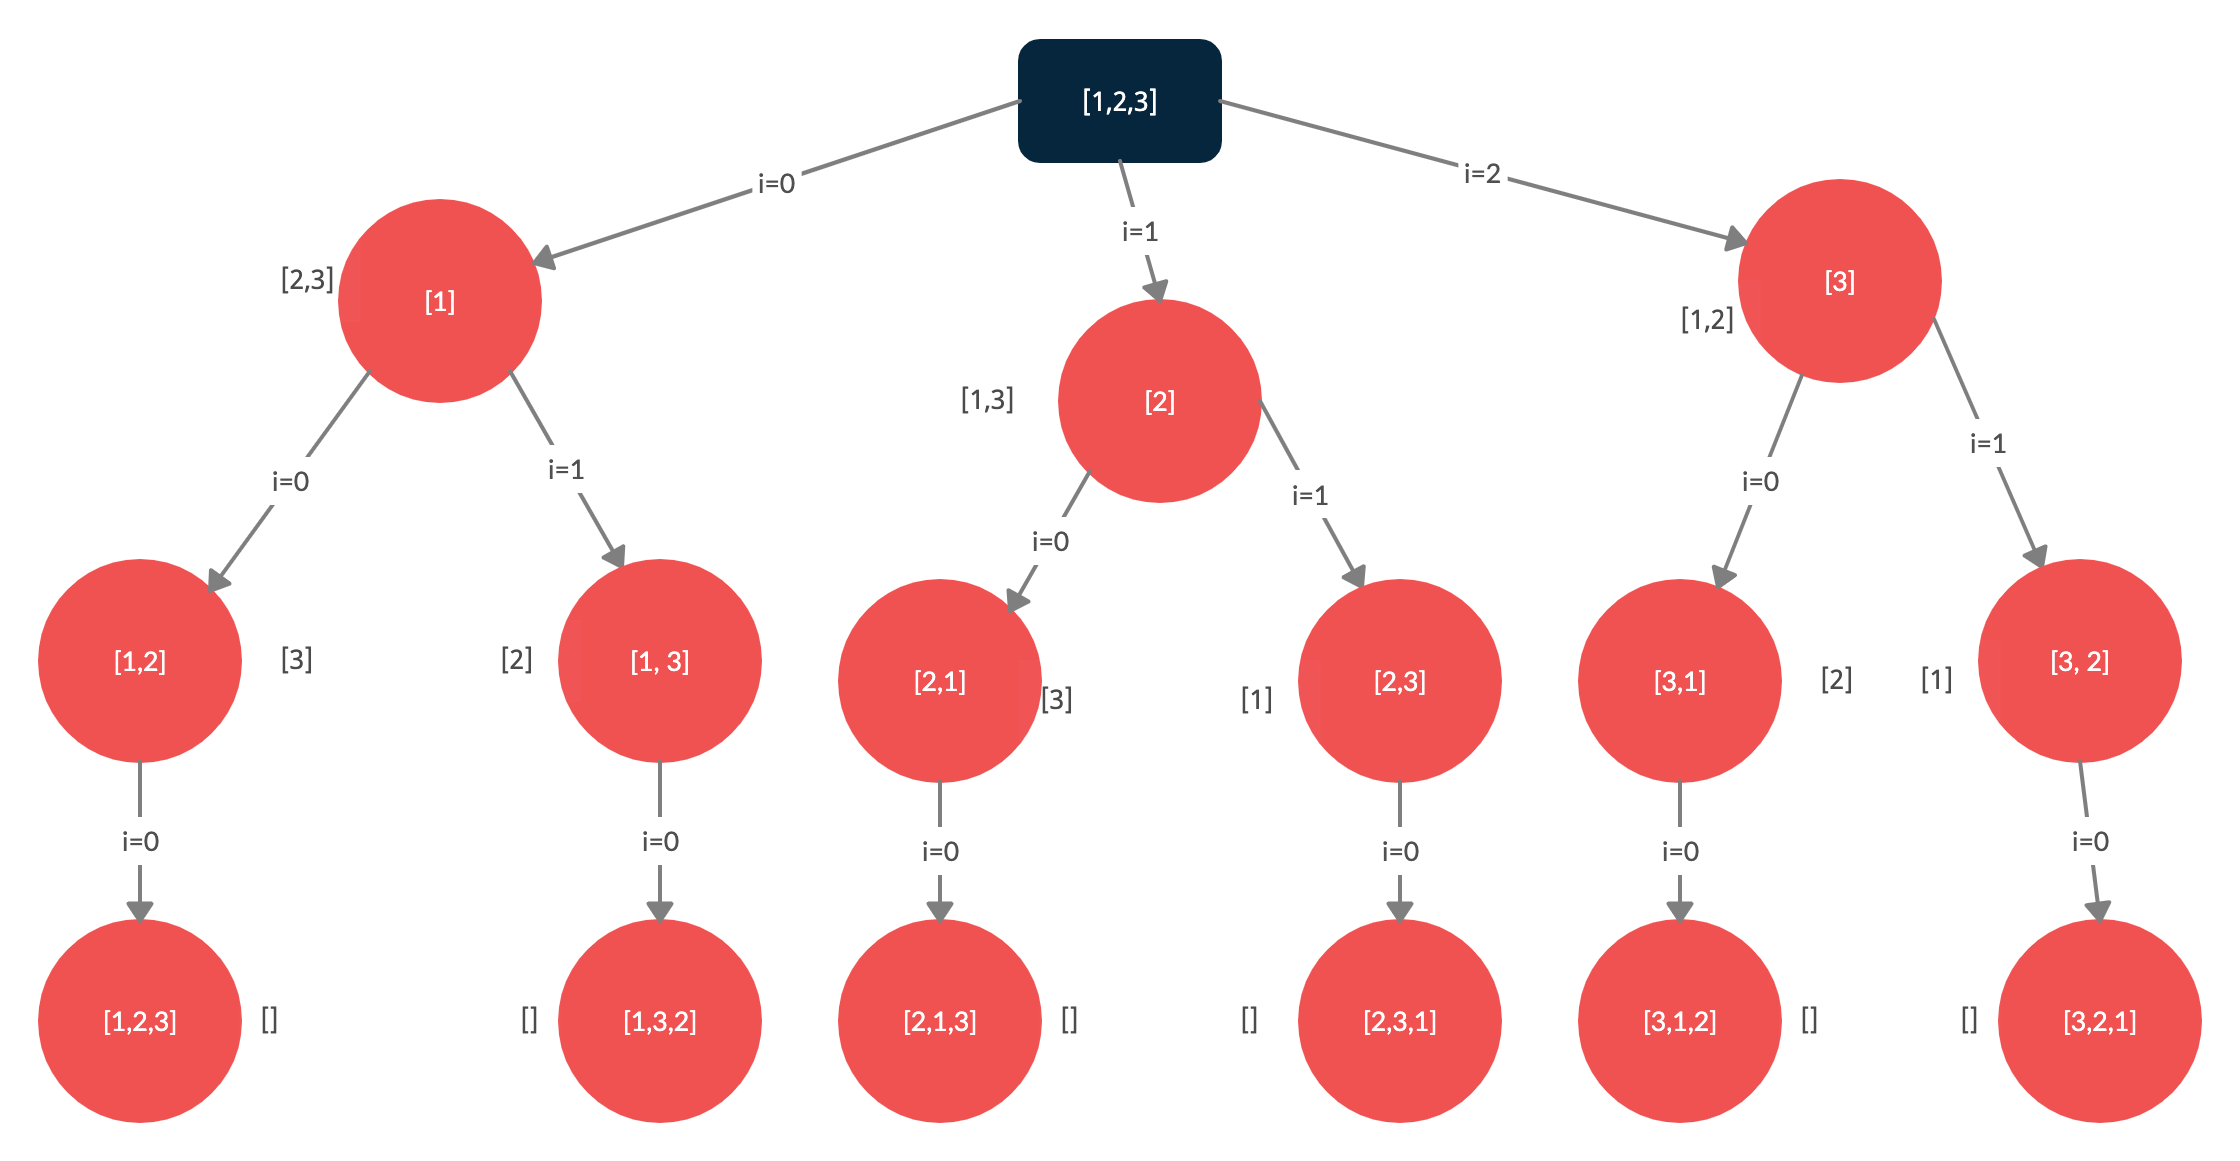 [1,2,3]
i=0
i=2
i=1
[2,3]
[1]
[3]
[1,2]
[1,3]
[2]
i=0
i=1
i=0
i=1
i=0
i=1
[1,2]
[3]
[2]
[1, 3]
[2,1]
[3]
[1]
[2,3]
[3,1]
[2]
[1]
[3, 2]
i=0
i=0
i=0
i=0
i=0
i=0
[1,2,3]
[]
[]
[1,3,2]
[2,1,3]
[]
[]
[2,3,1]
[3,1,2]
[]
[]
[3,2,1]